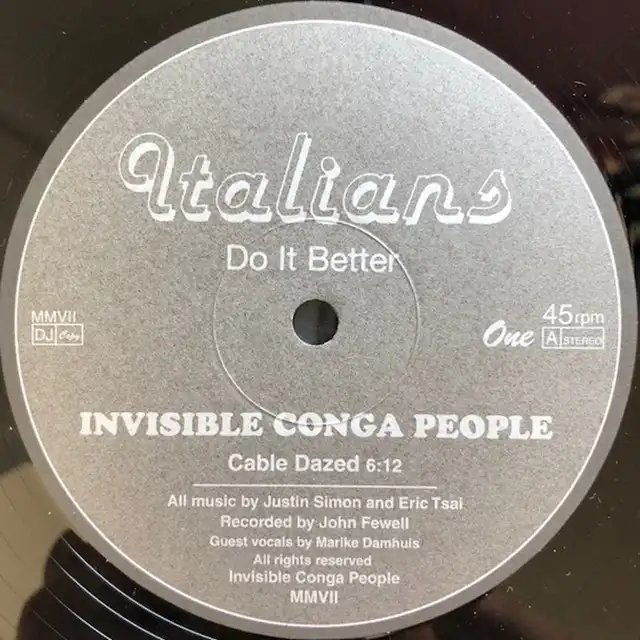 Italians
Do It Better
MMVII
DJ Copy
45 rpm
One A STEREO
INVISIBLE CONGA PEOPLE
Cable Dazed 6:12
All music by Justin Simon and Eric Tsai
Recorded by John Fewell
Guest vocals by Marike Damhuis
All rights reserved
Invisible Conga People
MMVII